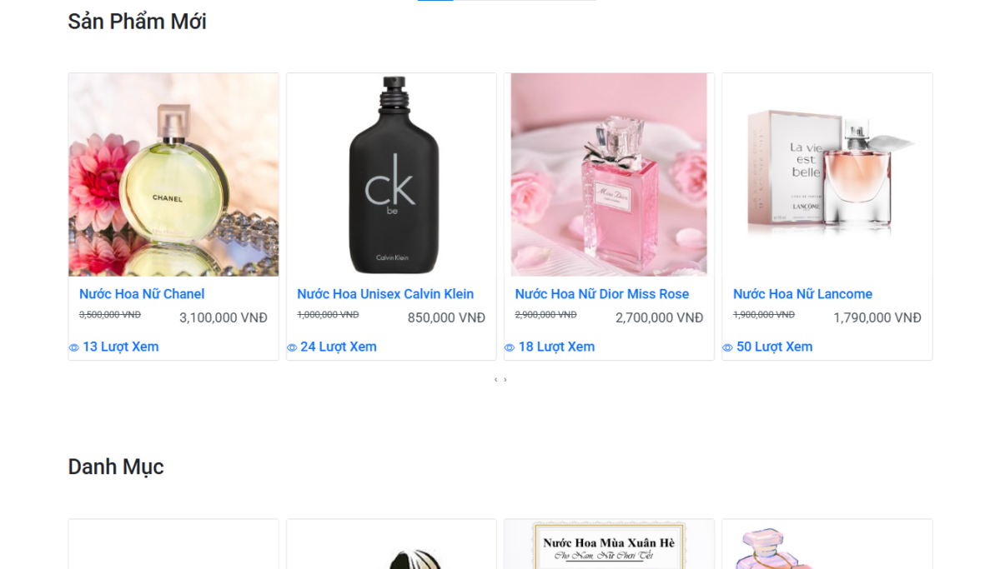 Sản Phẩm Mới
CHANEL
ck
be
Calvin Klein
Miss Dior
La vie
est
belle
LANCÔME
Nước Hoa Nữ Chanel
3,500,000 VNĐ 3,100,000 VNĐ
13 Lượt Xem
Nước Hoa Unisex Calvin Klein
1,000,000 VNĐ 850,000 VNĐ
24 Lượt Xem
Nước Hoa Nữ Dior Miss Rose
2,900,000 VNĐ 2,700,000 VNĐ
18 Lượt Xem
Nước Hoa Nữ Lancome
1,900,000 VNĐ 1,790,000 VNĐ
50 Lượt Xem
‹ ›
Danh Mục
Nước Hoa Mùa Xuân Hè
Cho Nam, Nữ Chơi Tết